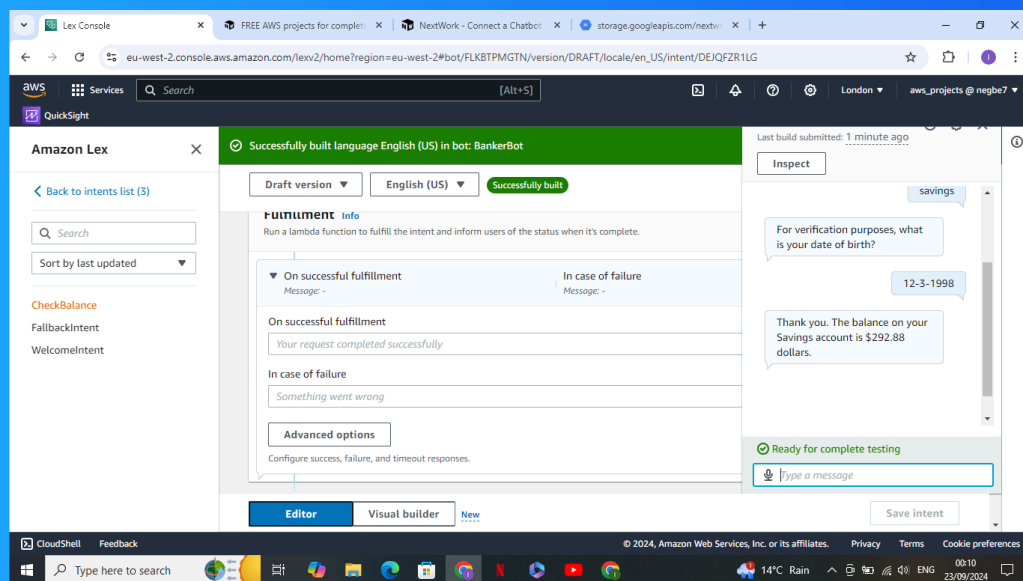 Lex Console
FREE AWS projects for complet
NextWork - Connect a Chatbot
storage.googleapis.com/nextwo
eu-west-2.console.aws.amazon.com/lexv2/home?region=eu-west-2#bot/FLKBTPMGTN/version/DRAFT/locale/en_US/intent/DEJQFZR1LG
I
aws
Services
Search
[Alt+S]
London
aws_projects @ negbe7
QuickSight
Amazon Lex
Back to intents list (3)
Search
Sort by last updated
CheckBalance
FallbackIntent
WelcomeIntent
Successfully built language English (US) in bot: BankerBot
Draft version
English (US)
Successfully built
Fulfillment Info
Run a lambda function to fulfill the intent and inform users of the status when it's complete.
On successful fulfillment
Message: -
In case of failure
Message: -
On successful fulfillment
Your request completed successfully
In case of failure
Something went wrong
Advanced options
Configure success, failure, and timeout responses.
Editor
Visual builder
New
Last build submitted: 1 minute ago
Inspect
savings
For verification purposes, what
is your date of birth?
12-3-1998
Thank you. The balance on your
Savings account is $292.88
dollars.
Ready for complete testing
Type a message
Save intent
CloudShell
Feedback
© 2024, Amazon Web Services, Inc. or its affiliates.
Privacy
Terms
Cookie preferences
Type here to search
14°C Rain
ENG
00:10
23/09/2024